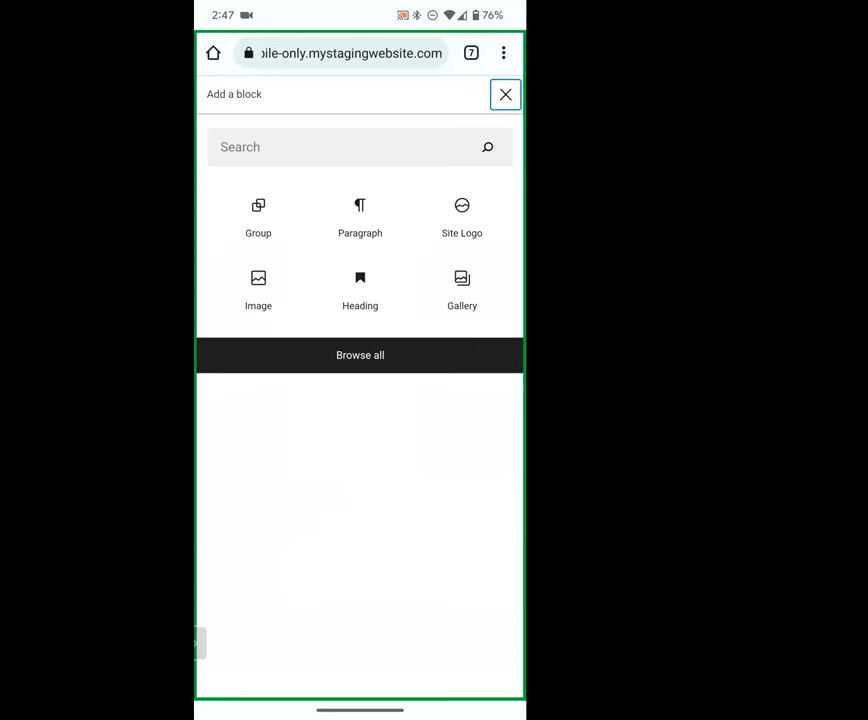 2:47 76%
ile-only.mystagingwebsite.com 7
Add a block
Search
Group Paragraph Site Logo
Image Heading Gallery
Browse all